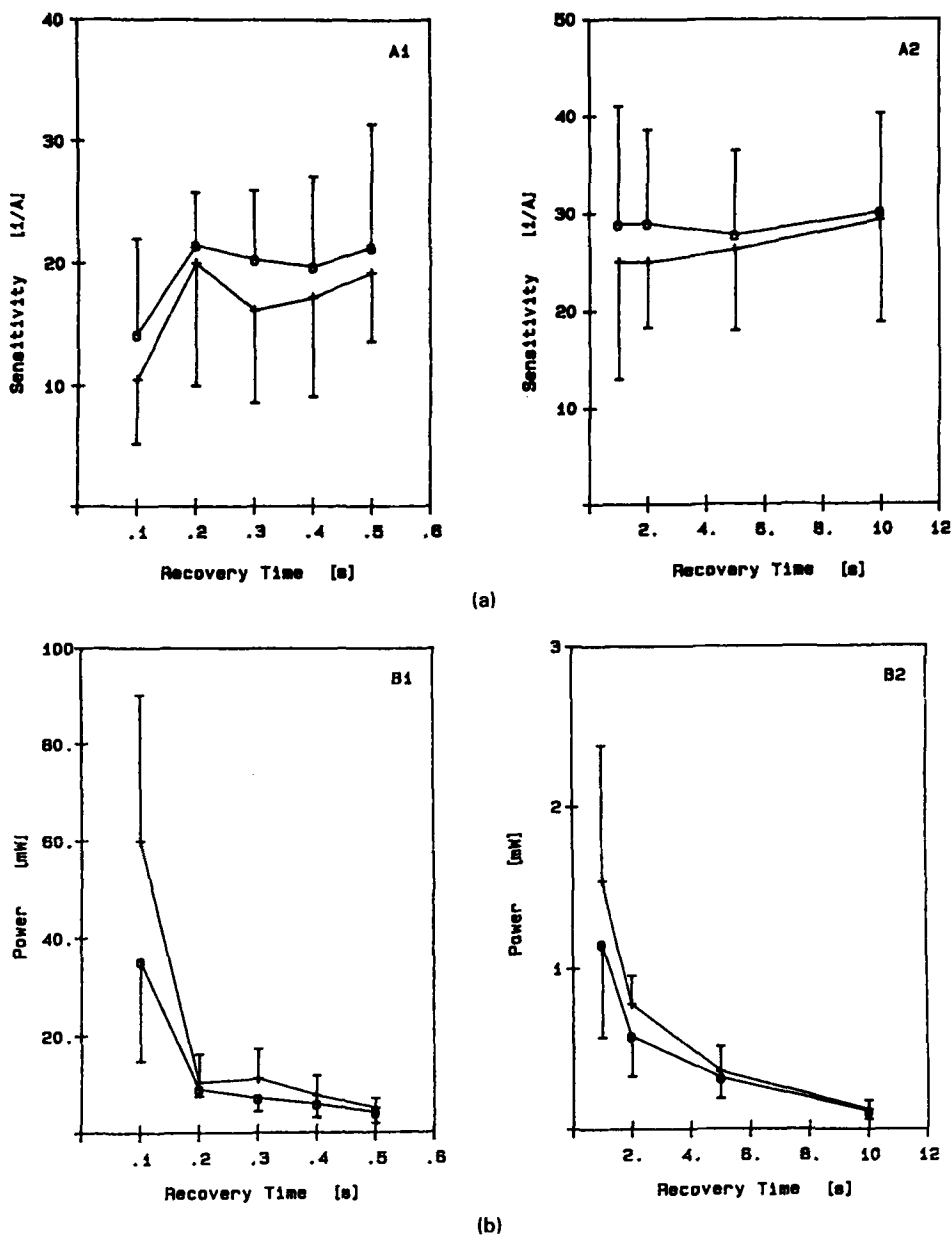 A1
40
30
20
10
Sensitivity [1/A]
.1 .2 .3 .4 .5 .6
Recovery Time [s]
A2
50
40
30
20
10
Sensitivity [1/A]
2. 4. 6. 8. 10 12
Recovery Time [s]
(a)
B1
100
80.
60.
40.
20.
Power [mW]
.1 .2 .3 .4 .5 .6
Recovery Time [s]
B2
3
2
1
Power [mW]
2. 4. 6. 8. 10 12
Recovery Time [s]
(b)